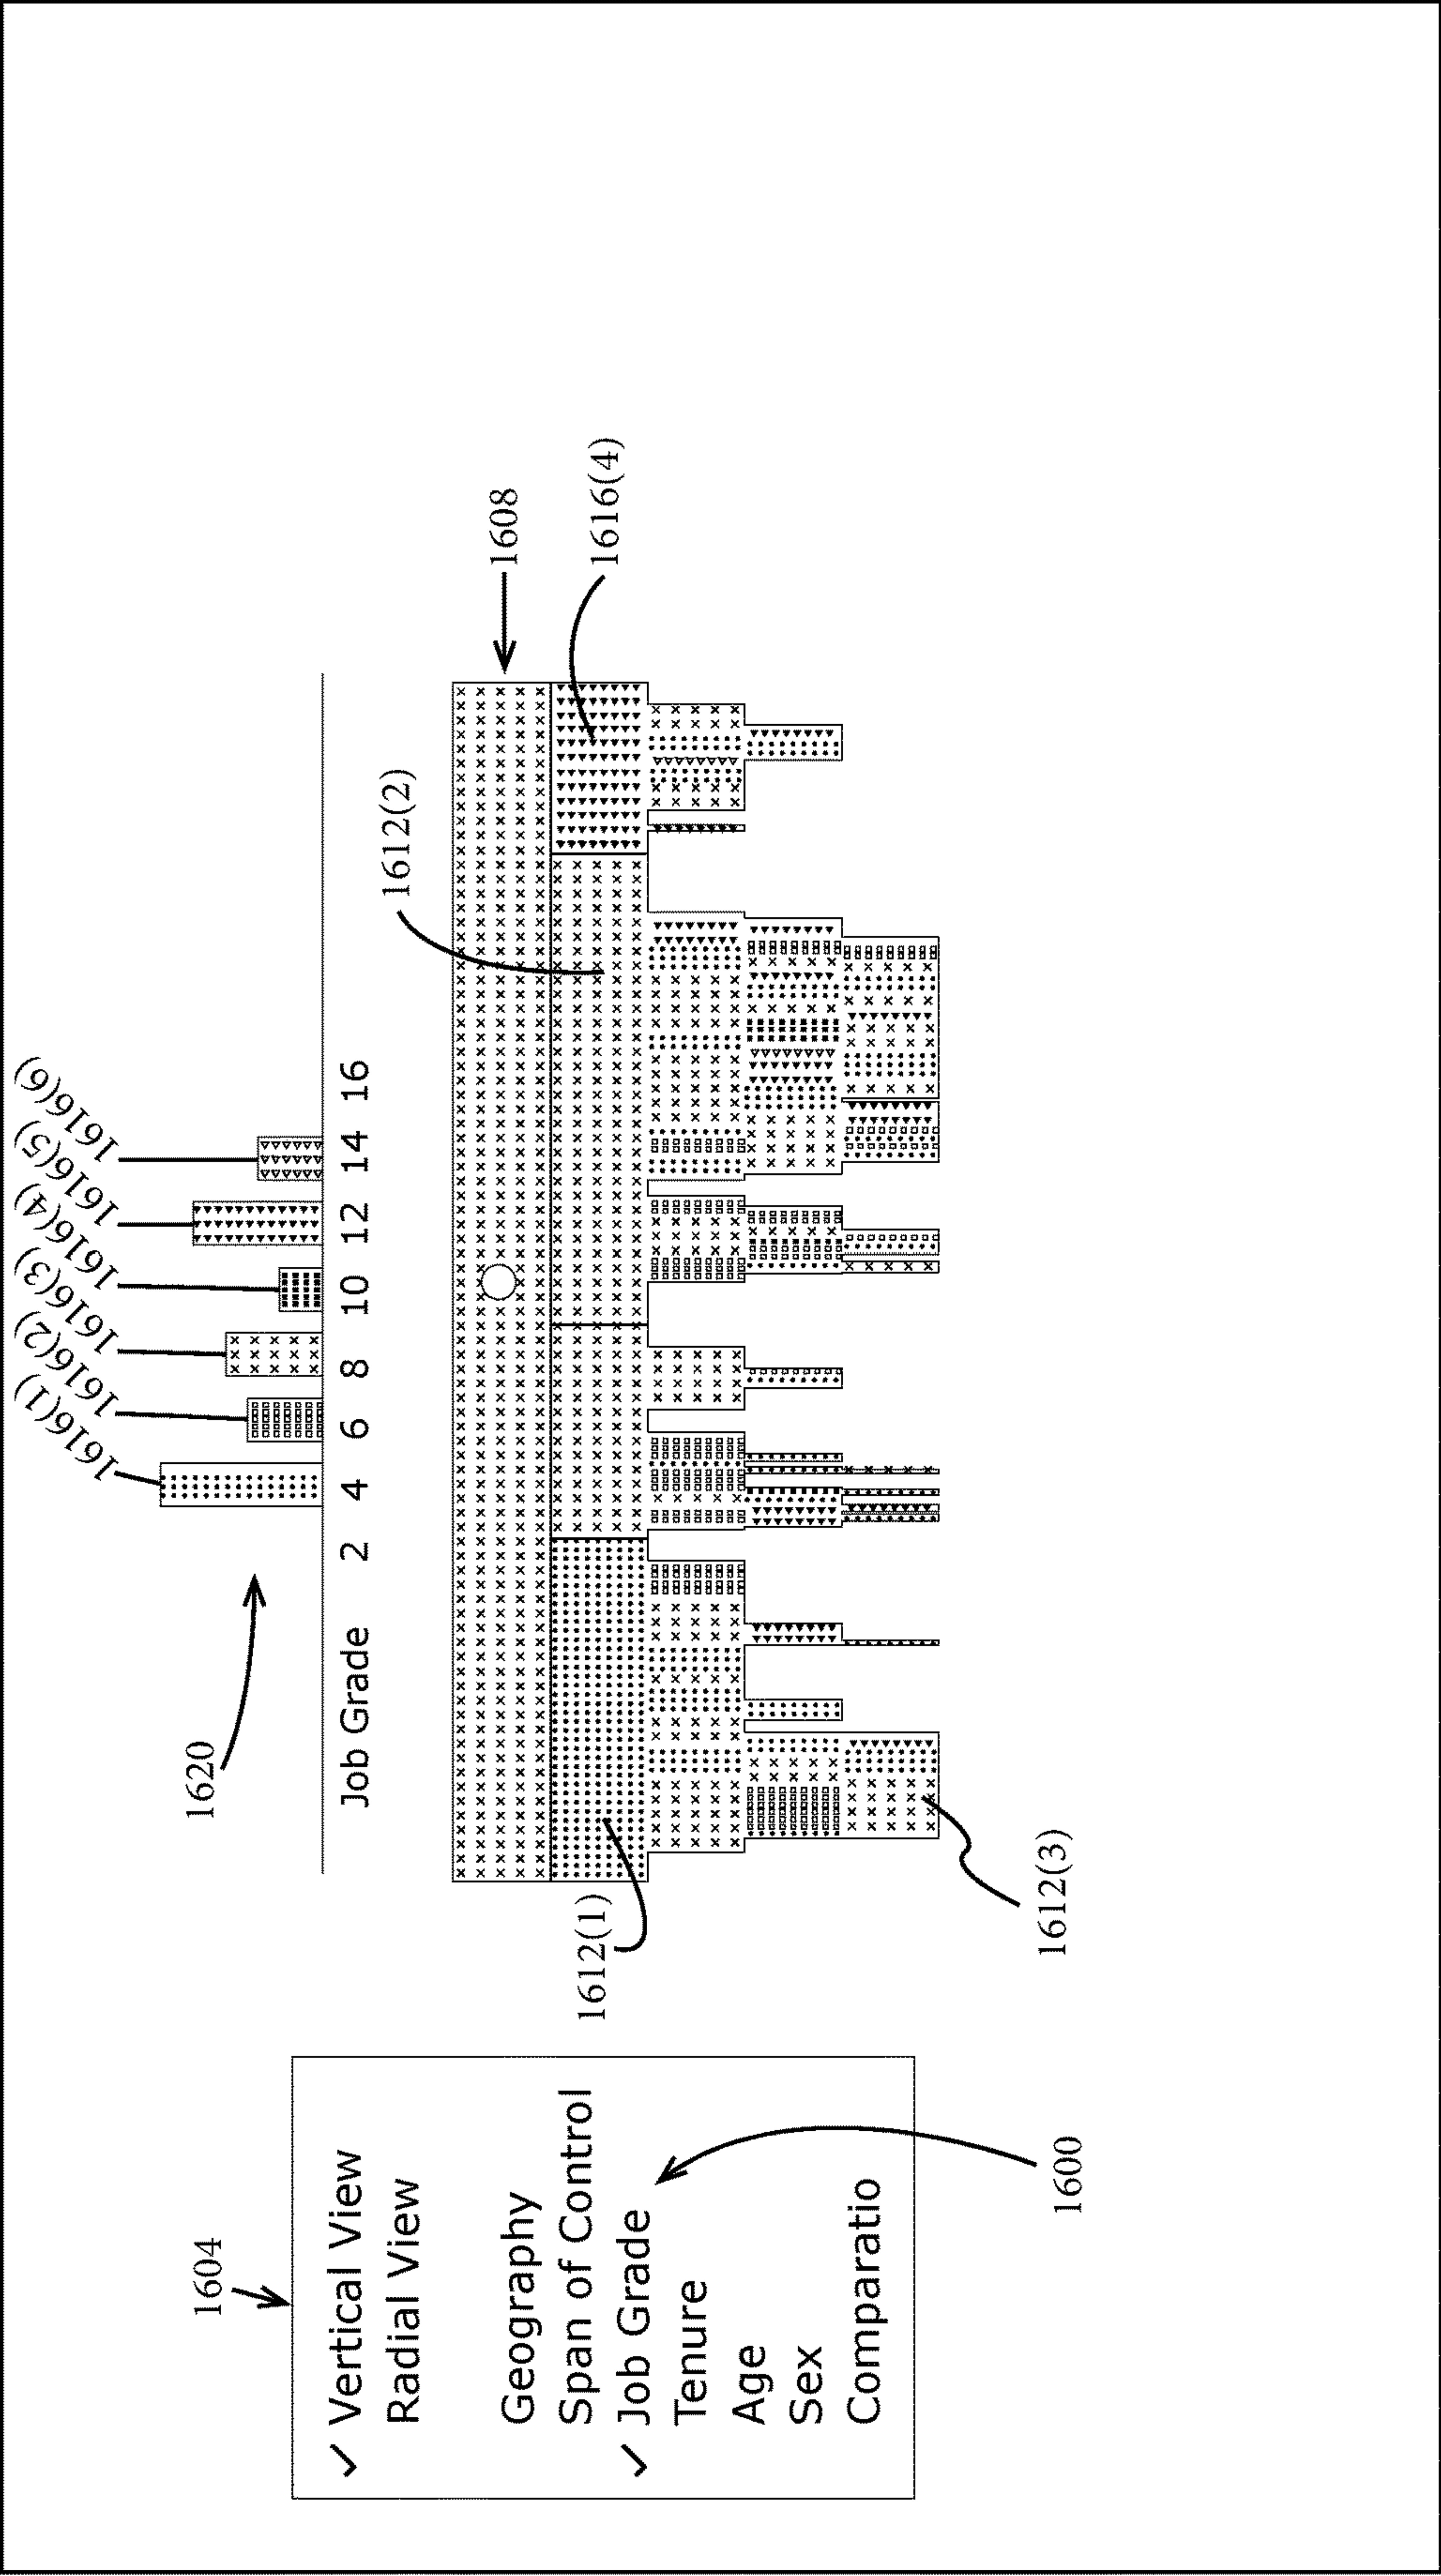 1604
✓ Vertical View
Radial View
Geography
Span of Control
✓ Job Grade
Tenure
Age
Sex
Comparatio
1600
1620
1616(1)
1616(2)
1616(3)
1616(4)
1616(5)
1616(6)
Job Grade 2 4 6 8 10 12 14 16
1612(2)
1608
1612(1)
1616(4)
1612(3)